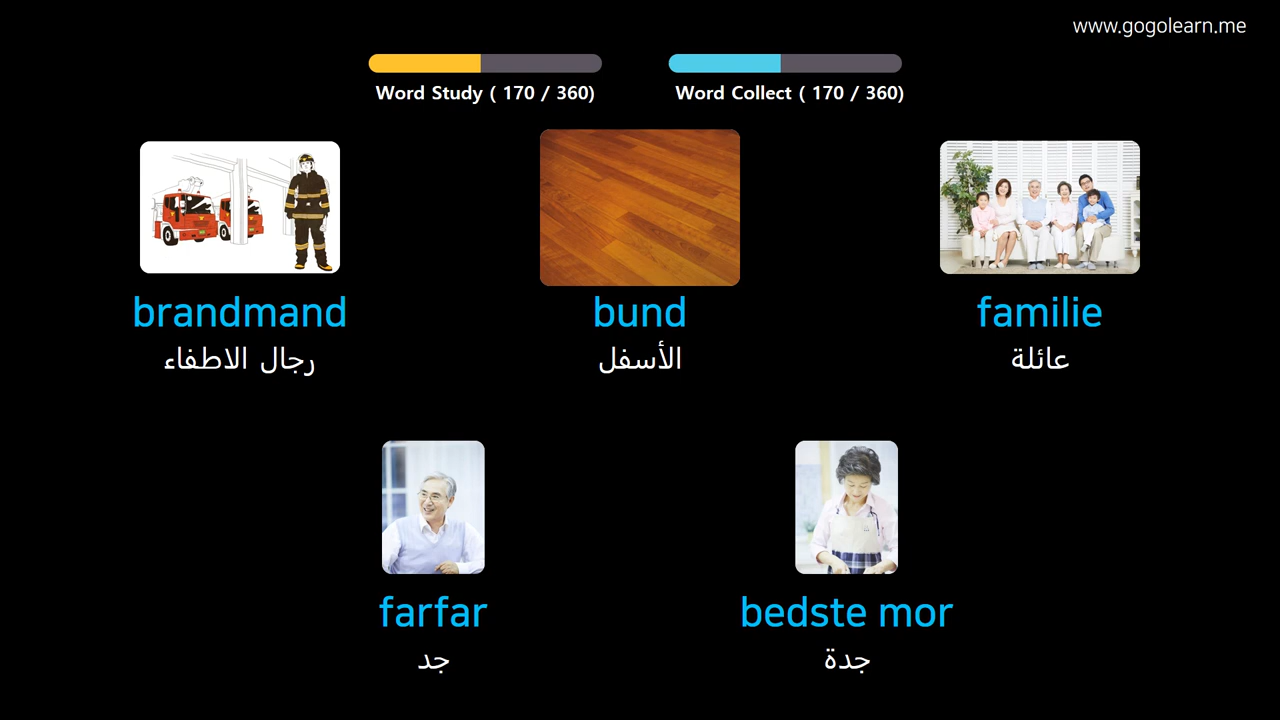 www.gogolearn.me
Word Study ( 170 / 360)
Word Collect ( 170 / 360)
brandmand
رجال الاطفاء
bund
الأسفل
familie
عائلة
farfar
جد
bedste mor
جدة